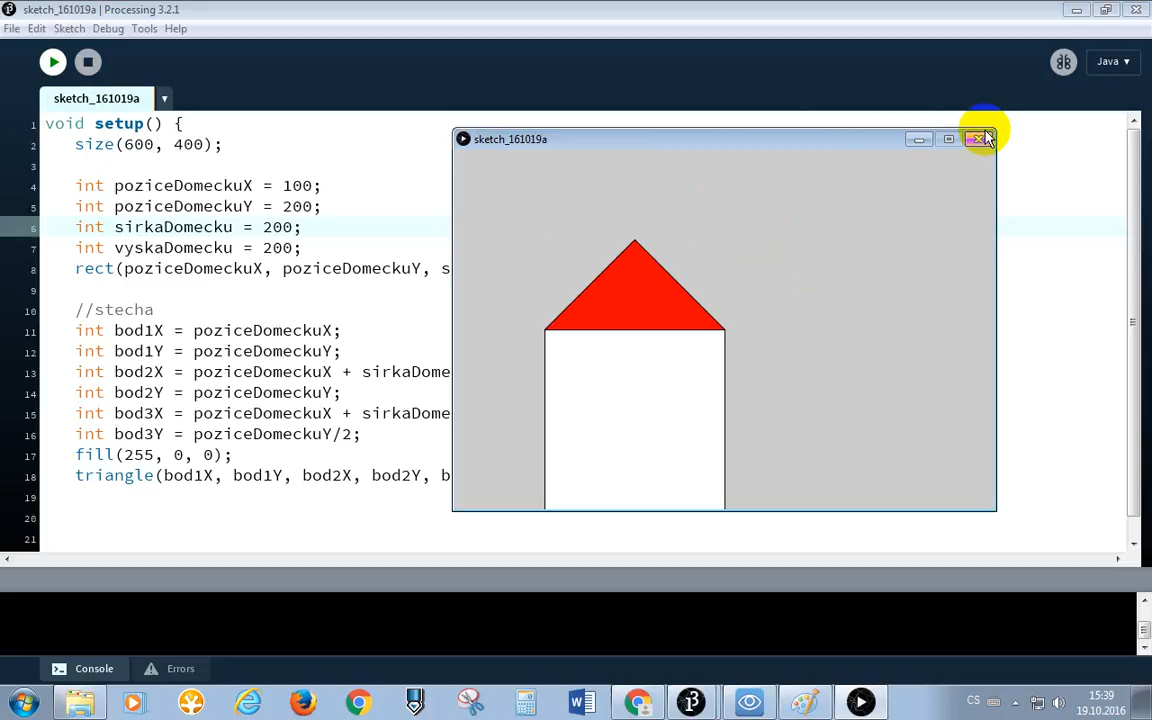 sketch_161019a | Processing 3.2.1
File Edit Sketch Debug Tools Help
Java ▾
sketch_161019a
1 void setup() {
2 size(600, 400);
3
4 int poziceDomeckuX = 100;
5 int poziceDomeckuY = 200;
6 int sirkaDomecku = 200;
7 int vyskaDomecku = 200;
8 rect(poziceDomeckuX, poziceDomeckuY, s
9
10 //stecha
11 int bod1X = poziceDomeckuX;
12 int bod1Y = poziceDomeckuY;
13 int bod2X = poziceDomeckuX + sirkaDome
14 int bod2Y = poziceDomeckuY;
15 int bod3X = poziceDomeckuX + sirkaDome
16 int bod3Y = poziceDomeckuY/2;
17 fill(255, 0, 0);
18 triangle(bod1X, bod1Y, bod2X, bod2Y, b
19
20
21
sketch_161019a
Console Errors
CS
15:39
19.10.2016